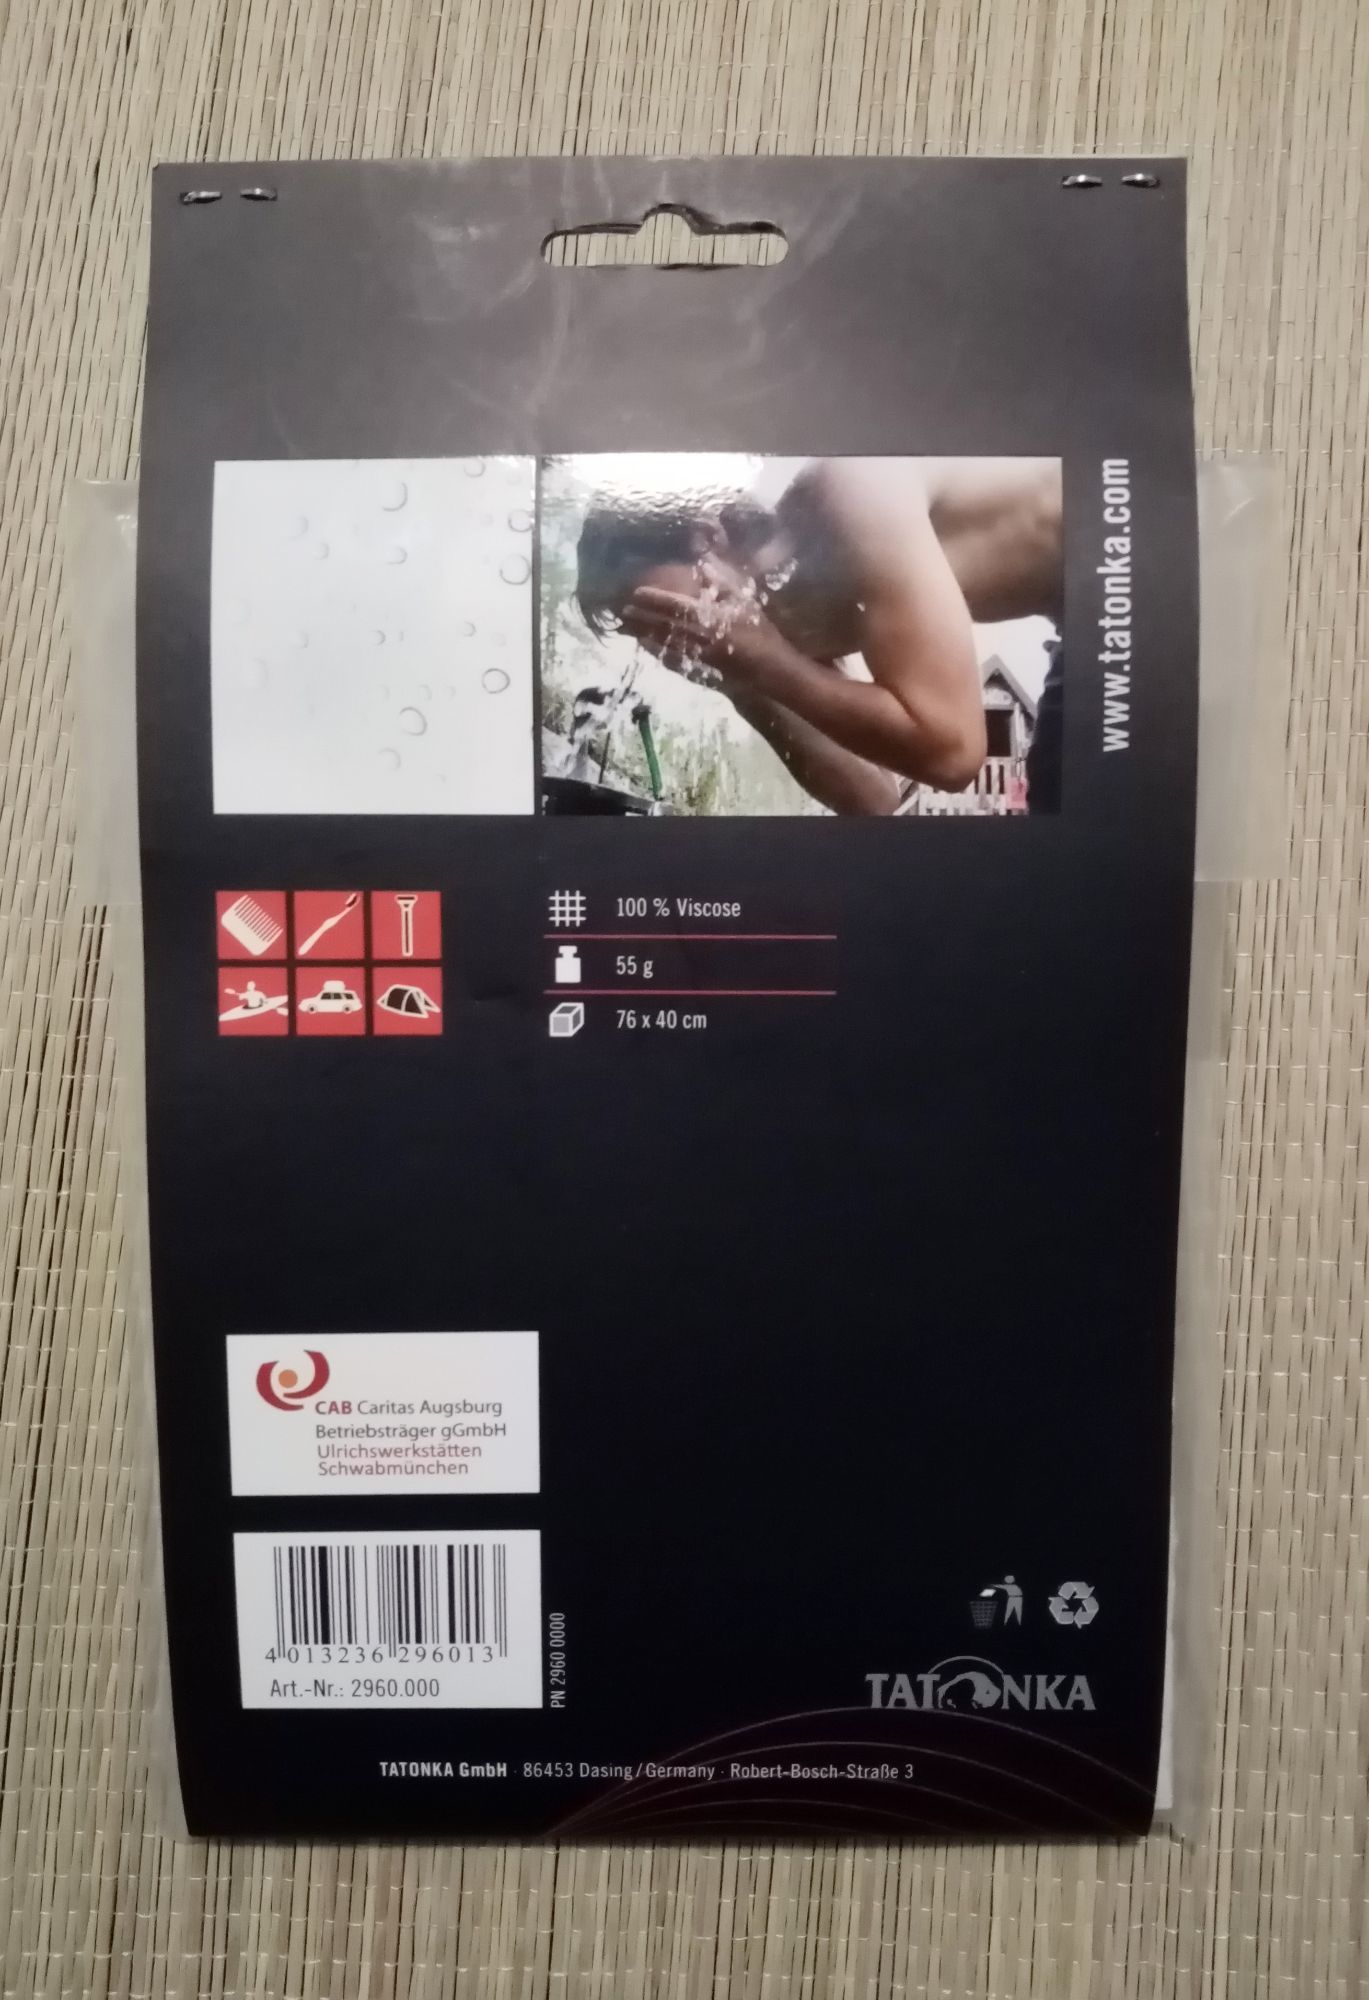 www.tatonka.com
100 % Viscose
55 g
76 x 40 cm
CAB Caritas Augsburg
Betriebsträger gGmbH
Ulrichswerkstätten
Schwabmünchen
4 013236 296013
Art.-Nr.: 2960.000
PN 2960 0000
TATONKA
TATONKA GmbH · 86453 Dasing/Germany · Robert-Bosch-Straße 3